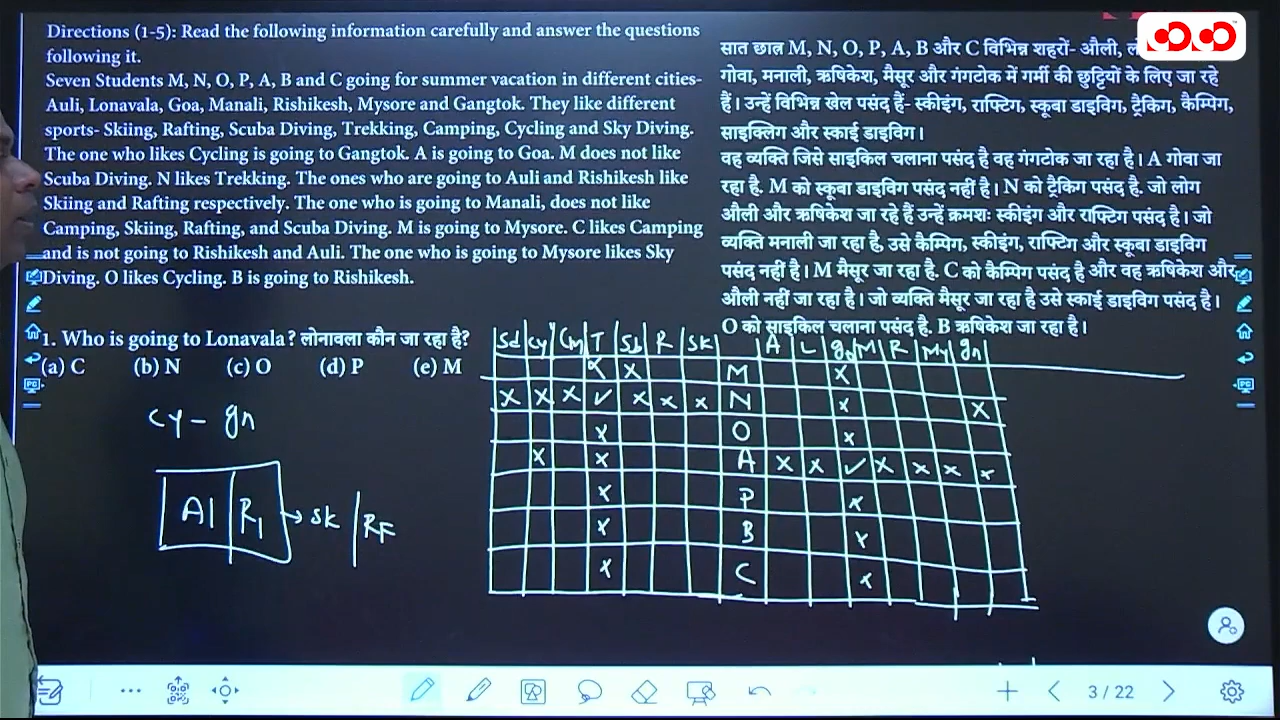 Directions (1-5): Read the following information carefully and answer the questions
following it.
Seven Students M, N, O, P, A, B and C going for summer vacation in different cities-
Auli, Lonavala, Goa, Manali, Rishikesh, Mysore and Gangtok. They like different
sports- Skiing, Rafting, Scuba Diving, Trekking, Camping, Cycling and Sky Diving.
The one who likes Cycling is going to Gangtok. A is going to Goa. M does not like
Scuba Diving. N likes Trekking. The ones who are going to Auli and Rishikesh like
Skiing and Rafting respectively. The one who is going to Manali, does not like
Camping, Skiing, Rafting, and Scuba Diving. M is going to Mysore. C likes Camping
and is not going to Rishikesh and Auli. The one who is going to Mysore likes Sky
Diving. O likes Cycling. B is going to Rishikesh.
सात छात्र M, N, O, P, A, B और C विभिन्न शहरों- औली,
गोवा, मनाली, ऋषिकेश, मैसूर और गंगटोक में गर्मी की छुट्टियों के लिए जा रहे
हैं। उन्हें विभिन्न खेल पसंद हैं- स्कीइंग, राफ्टिग, स्कूबा डाइविग, ट्रैकिग, कैम्पिग,
साइक्लिग और स्काई डाइविग।
वह व्यक्ति जिसे साइकिल चलाना पसंद है वह गंगटोक जा रहा है। A गोवा जा
रहा है. M को स्कूबा डाइविग पसंद नहीं है। N को ट्रैकिग पसंद है. जो लोग
औली और ऋषिकेश जा रहे हैं उन्हें क्रमशः स्कीइंग और राफ्टिग पसंद है। जो
व्यक्ति मनाली जा रहा है, उसे कैम्पिग, स्कीइंग, राफ्टिग और स्कूबा डाइविग
पसंद नहीं है। M मैसूर जा रहा है. C को कैम्पिग पसंद है और वह ऋषिकेश और
औली नहीं जा रहा है। जो व्यक्ति मैसूर जा रहा है उसे स्काई डाइविग पसंद है।
O को साइकिल चलाना पसंद है. B ऋषिकेश जा रहा है।
1. Who is going to Lonavala? लोनावला कौन जा रहा है?
(a) C (b) N (c) O (d) P (e) M
Cy - gn
Al | Ri → Sk | RF
Sd Cy Cm T Sb R Sk A L go M R My gn
x x M x
x x x ✓ x x x N x x
x O x
x x A x x ✓ x x x x
x P x
x B x
x C x
3 / 22